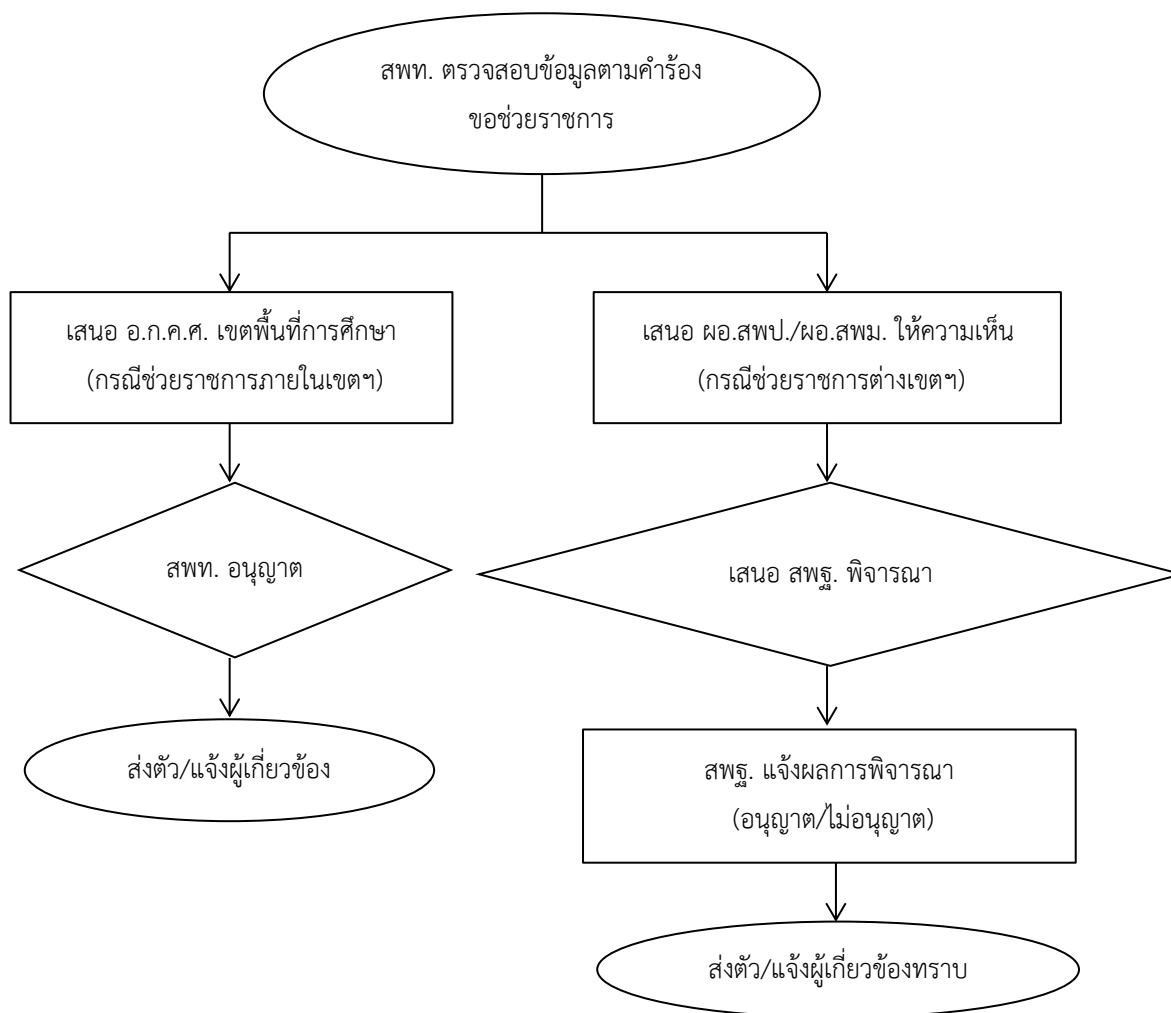 สพท. ตรวจสอบข้อมูลตามคำร้อง
ขอช่วยราชการ
เสนอ อ.ก.ค.ศ. เขตพื้นที่การศึกษา
(กรณีช่วยราชการภายในเขตฯ)
เสนอ ผอ.สพป./ผอ.สพม. ให้ความเห็น
(กรณีช่วยราชการต่างเขตฯ)
สพท. อนุญาต
เสนอ สพฐ. พิจารณา
ส่งตัว/แจ้งผู้เกี่ยวข้อง
สพฐ. แจ้งผลการพิจารณา
(อนุญาต/ไม่อนุญาต)
ส่งตัว/แจ้งผู้เกี่ยวข้องทราบ